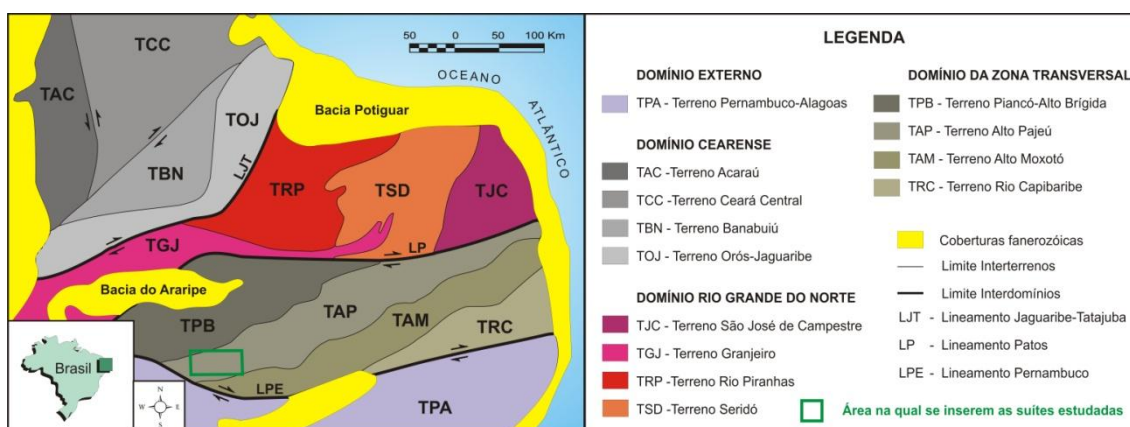 TCC
TAC
50 0 50 100 Km
OCEANO
ATLÂNTICO
Bacia Potiguar
TOJ
LJT
TBN
TRP
TSD
TJC
TGJ
LP
Bacia do Araripe
TPB
TAP
TAM
TRC
LPE
TPA
Brasil
N
W E
S
LEGENDA
DOMÍNIO EXTERNO
TPA - Terreno Pernambuco-Alagoas
DOMÍNIO CEARENSE
TAC -Terreno Acaraú
TCC - Terreno Ceará Central
TBN - Terreno Banabuiú
TOJ - Terreno Orós-Jaguaribe
DOMÍNIO RIO GRANDE DO NORTE
TJC - Terreno São José de Campestre
TGJ - Terreno Granjeiro
TRP -Terreno Rio Piranhas
TSD -Terreno Seridó
DOMÍNIO DA ZONA TRANSVERSAL
TPB - Terreno Piancó-Alto Brígida
TAP - Terreno Alto Pajeú
TAM - Terreno Alto Moxotó
TRC - Terreno Rio Capibaribe
Coberturas fanerozóicas
Limite Interterrenos
Limite Interdomínios
LJT - Lineamento Jaguaribe-Tatajuba
LP - Lineamento Patos
LPE - Lineamento Pernambuco
Área na qual se inserem as suítes estudadas